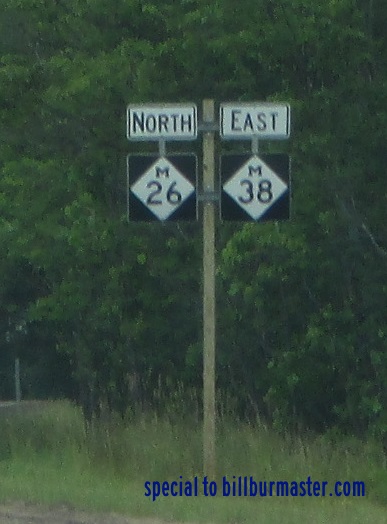 NORTH EAST
M M
26 38
special to billburmaster.com